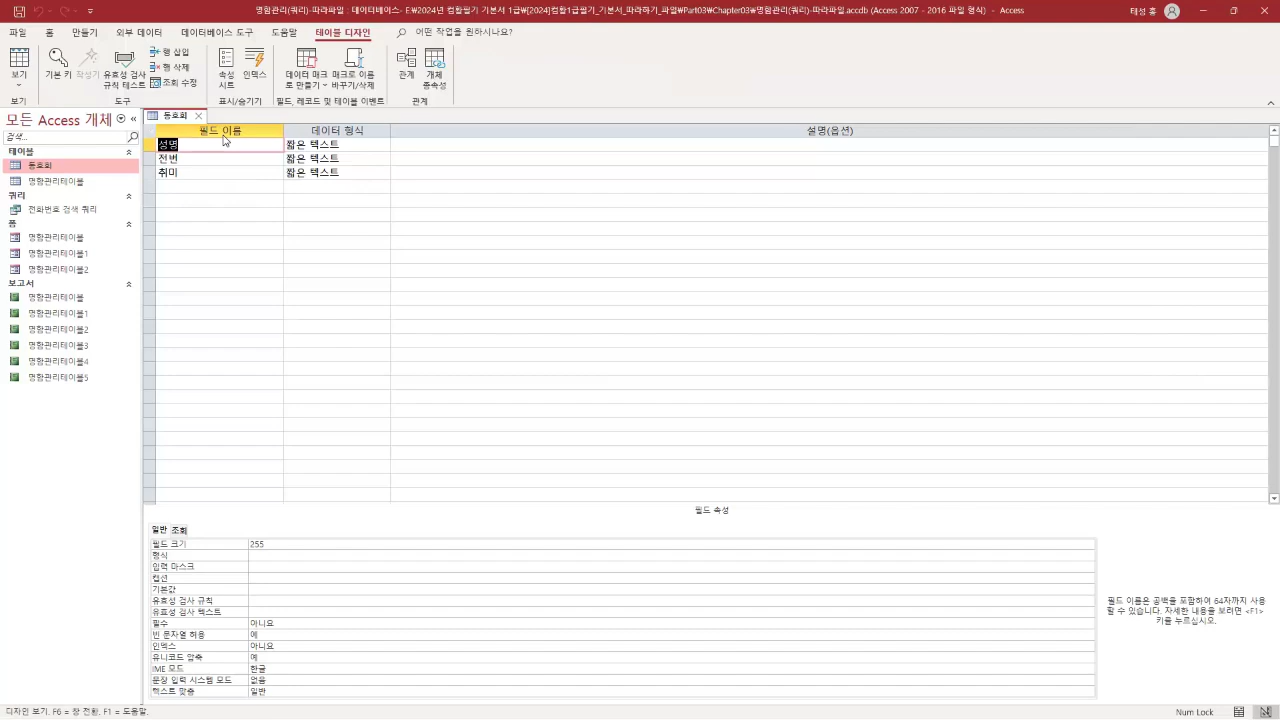 명함관리(쿼리)-따라파일 : 데이터베이스- E:₩2024년 컴활필기 기본서 1급₩[2024]컴활1급필기_기본서_따라하기_파일₩Part03₩Chapter03₩명함관리(쿼리)-따라파일.accdb (Access 2007 - 2016 파일 형식) - Access
태성 홍
파일 홈 만들기 외부 데이터 데이터베이스 도구 도움말 테이블 디자인 어떤 작업을 원하시나요?
보기
기본 키
작성기
유효성 검사
규칙 테스트
행 삽입
행 삭제
조회 수정
속성
시트
인덱스
데이터 매크
로 만들기
매크로 이름
바꾸기/삭제
관계
개체
종속성
보기 도구 표시/숨기기 필드, 레코드 및 테이블 이벤트 관계
모든 Access 개체
검색...
테이블
동호회
명함관리테이블
쿼리
전화번호 검색 쿼리
폼
명함관리테이블
명함관리테이블1
명함관리테이블2
보고서
명함관리테이블
명함관리테이블1
명함관리테이블2
명함관리테이블3
명함관리테이블4
명함관리테이블5
동호회
필드 이름 데이터 형식 설명(옵션)
성명 짧은 텍스트
전번 짧은 텍스트
취미 짧은 텍스트
필드 속성
일반 조회
필드 크기 255
형식
입력 마스크
캡션
기본값
유효성 검사 규칙
유효성 검사 텍스트
필수 아니요
빈 문자열 허용 예
인덱스 아니요
유니코드 압축 예
IME 모드 한글
문장 입력 시스템 모드 없음
텍스트 맞춤 일반
필드 이름은 공백을 포함하여 64자까지 사용
할 수 있습니다. 자세한 내용을 보려면 <F1>
키를 누르십시오.
디자인 보기. F6 = 창 전환. F1 = 도움말.
Num Lock